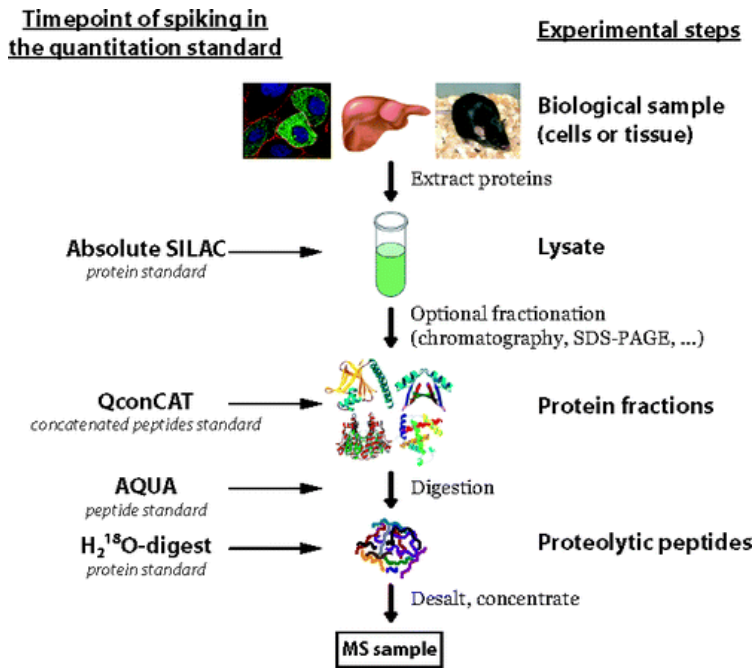 Timepoint of spiking in
the quantitation standard
Experimental steps
Biological sample
(cells or tissue)
Extract proteins
Absolute SILAC
protein standard
Lysate
Optional fractionation
(chromatography, SDS-PAGE, ...)
QconCAT
concatenated peptides standard
Protein fractions
AQUA
peptide standard
Digestion
H₂¹⁸O-digest
protein standard
Proteolytic peptides
Desalt, concentrate
MS sample